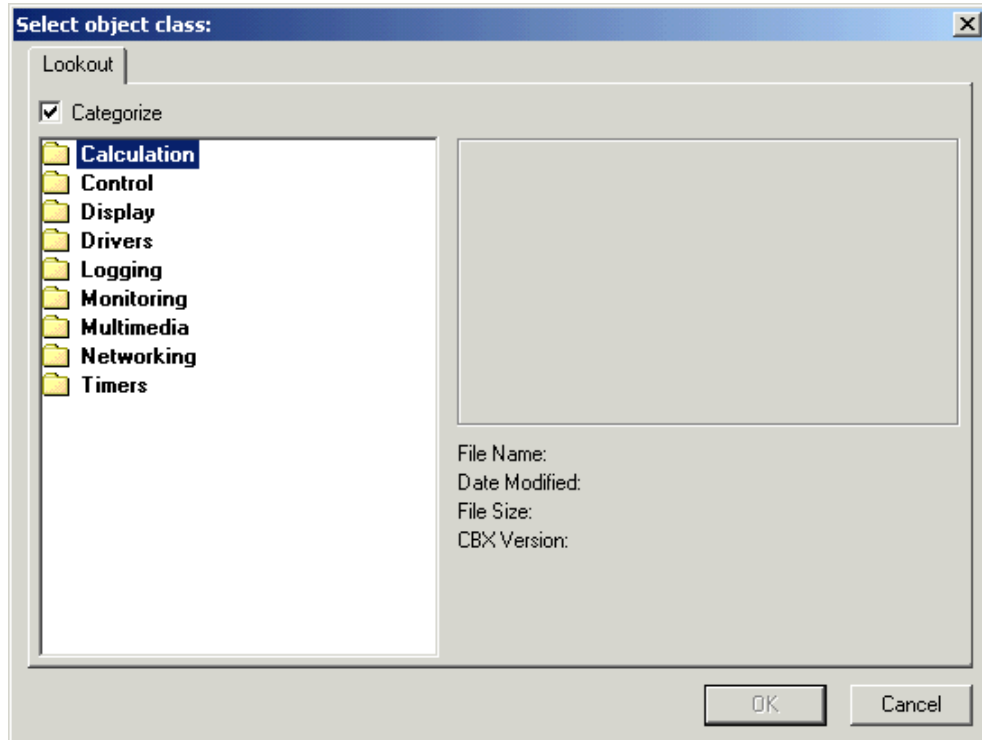 Select object class:
Lookout
Categorize
Calculation
Control
Display
Drivers
Logging
Monitoring
Multimedia
Networking
Timers
File Name:
Date Modified:
File Size:
CBX Version:
OK
Cancel